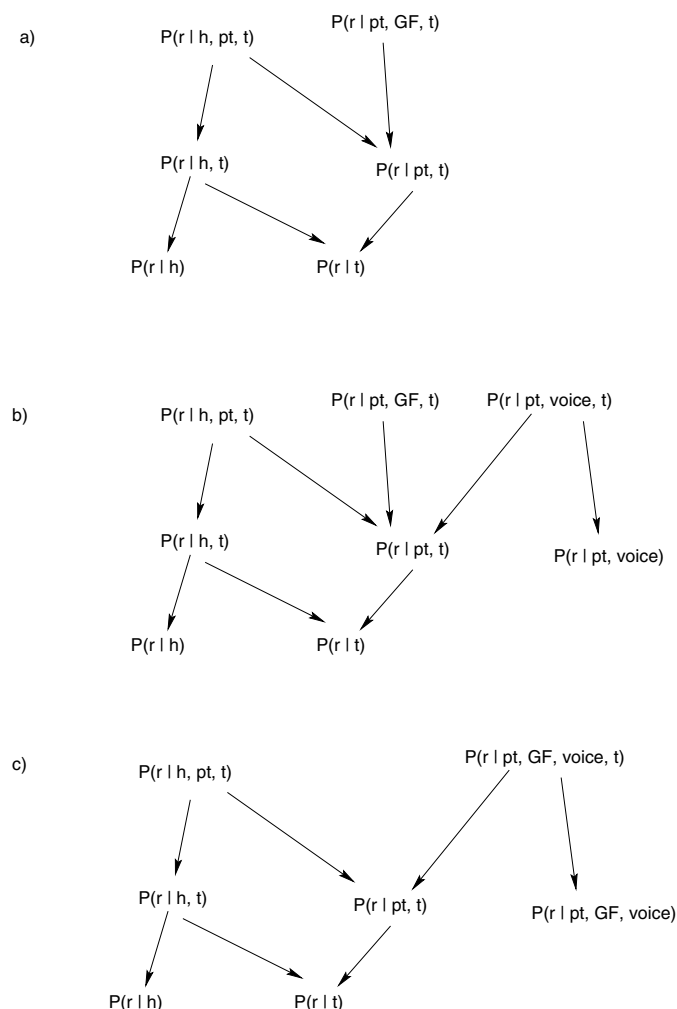 a)
P(r | h, pt, t) P(r | pt, GF, t)
P(r | h, t) P(r | pt, t)
P(r | h) P(r | t)
b)
P(r | h, pt, t) P(r | pt, GF, t) P(r | pt, voice, t)
P(r | h, t) P(r | pt, t) P(r | pt, voice)
P(r | h) P(r | t)
c)
P(r | h, pt, t) P(r | pt, GF, voice, t)
P(r | h, t) P(r | pt, t) P(r | pt, GF, voice)
P(r | h) P(r | t)